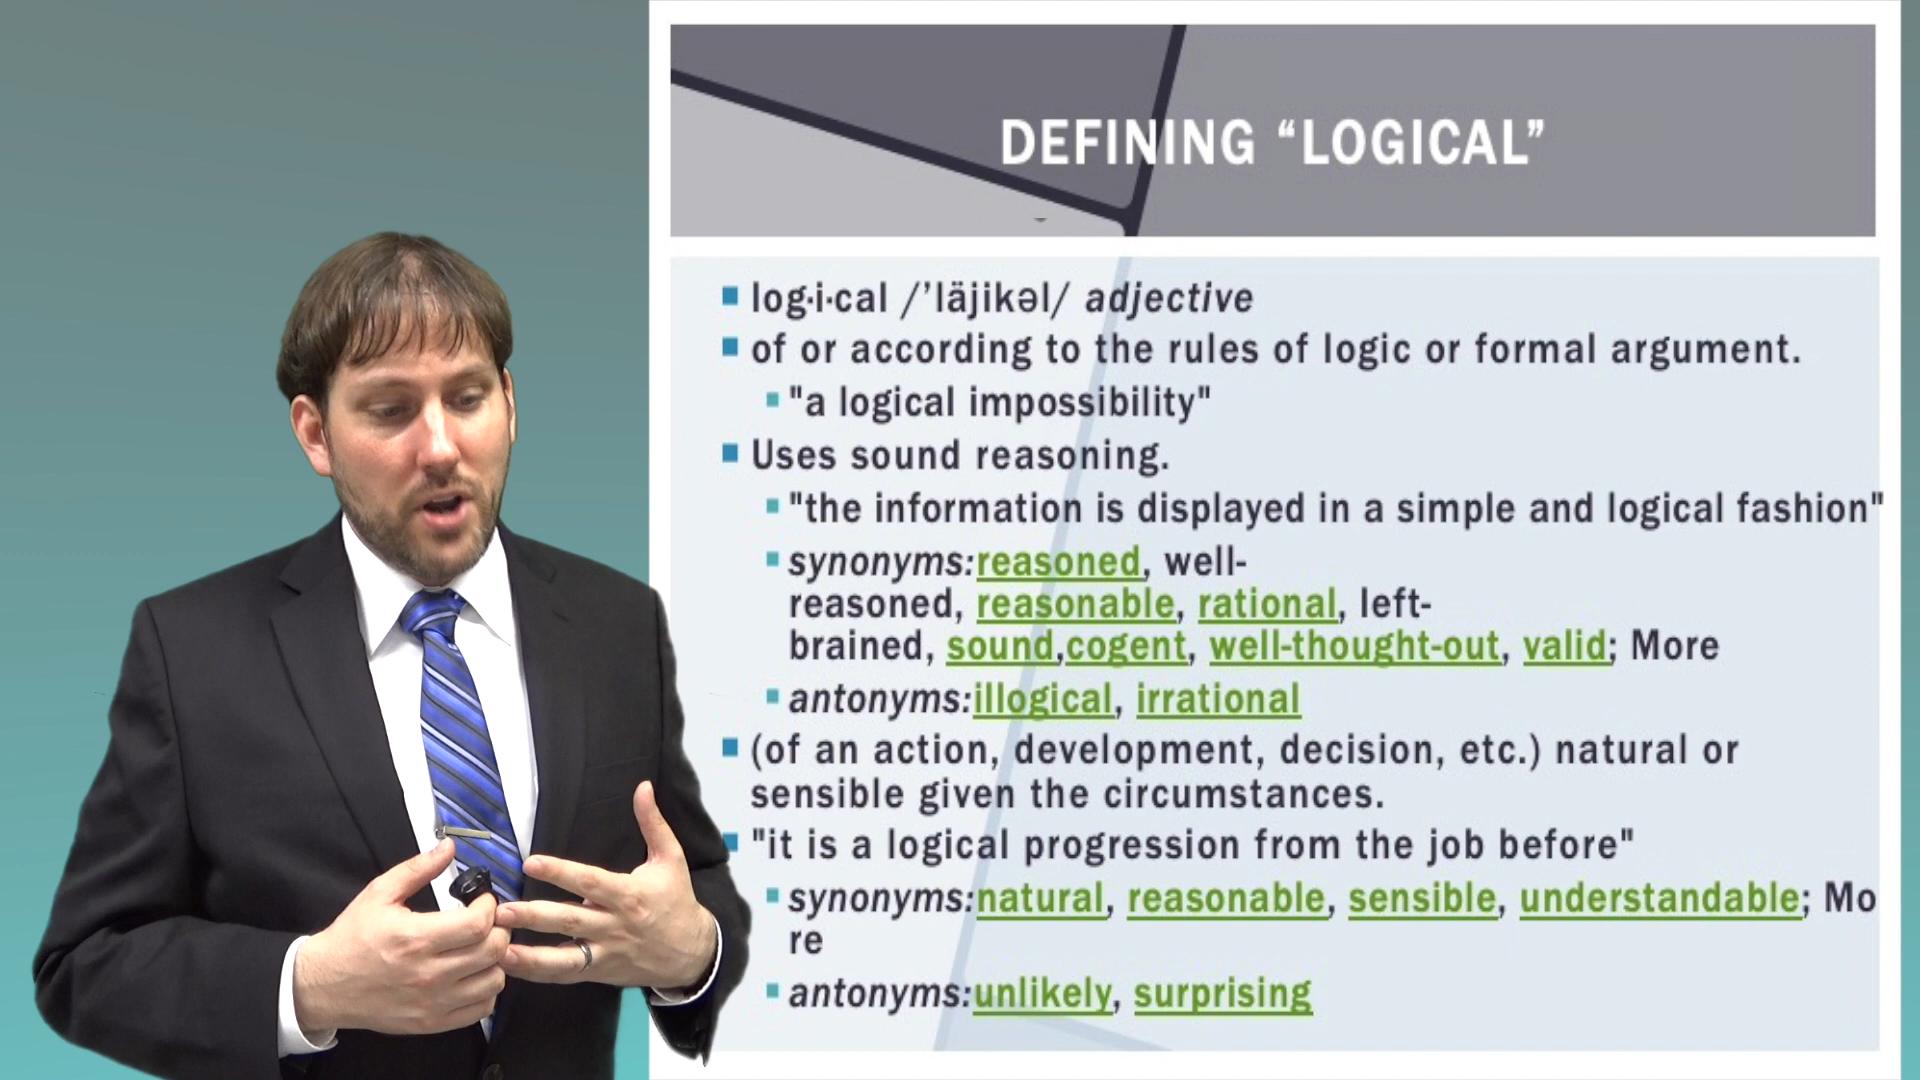 DEFINING “LOGICAL”
log·i·cal /ˈläjikəl/ adjective
of or according to the rules of logic or formal argument.
"a logical impossibility"
Uses sound reasoning.
"the information is displayed in a simple and logical fashion"
synonyms:reasoned, well-
reasoned, reasonable, rational, left-
brained, sound,cogent, well-thought-out, valid; More
antonyms:illogical, irrational
(of an action, development, decision, etc.) natural or
sensible given the circumstances.
"it is a logical progression from the job before"
synonyms:natural, reasonable, sensible, understandable; Mo
re
antonyms:unlikely, surprising